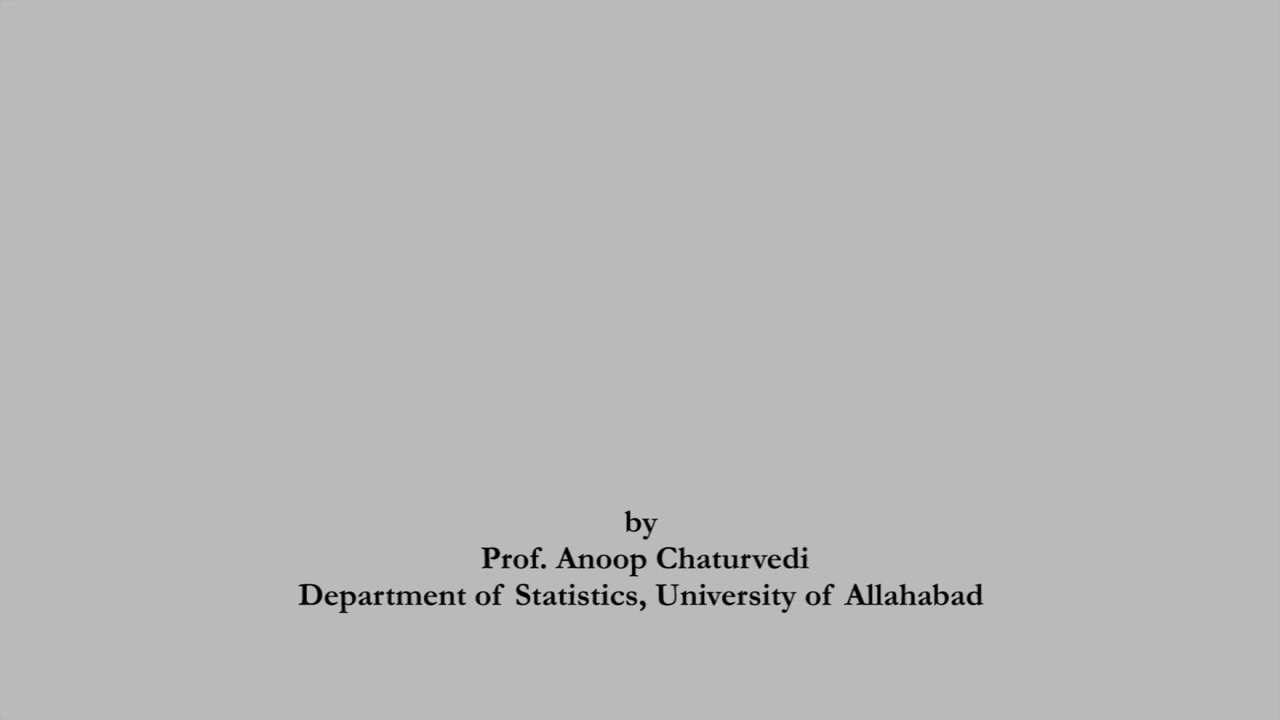 by
Prof. Anoop Chaturvedi
Department of Statistics, University of Allahabad